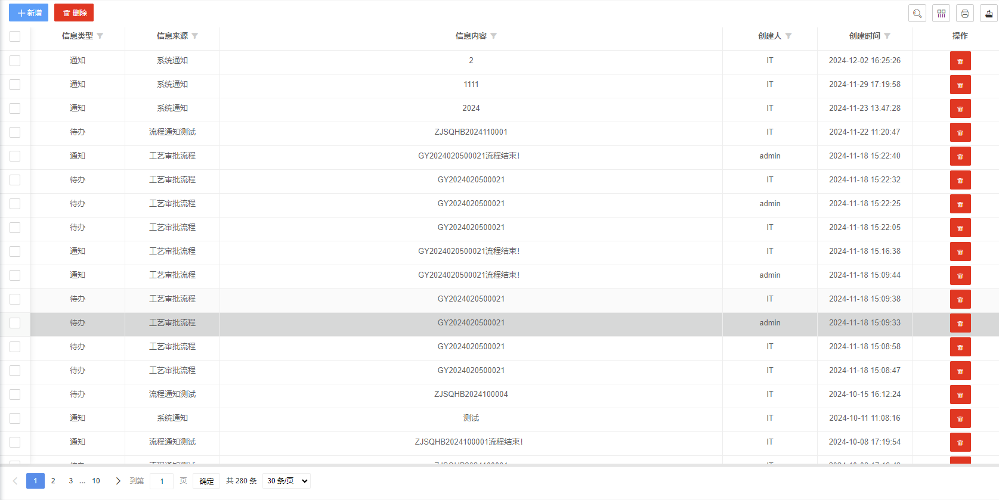 新增 删除
信息类型 信息来源 信息内容 创建人 创建时间 操作
通知 系统通知 2 IT 2024-12-02 16:25:26
通知 系统通知 1111 IT 2024-11-29 17:19:58
通知 系统通知 2024 IT 2024-11-23 13:47:28
待办 流程通知测试 ZJSQHB2024110001 IT 2024-11-22 11:20:47
通知 工艺审批流程 GY2024020500021流程结束! admin 2024-11-18 15:22:40
待办 工艺审批流程 GY2024020500021 IT 2024-11-18 15:22:32
待办 工艺审批流程 GY2024020500021 admin 2024-11-18 15:22:25
待办 工艺审批流程 GY2024020500021 IT 2024-11-18 15:22:05
通知 工艺审批流程 GY2024020500021流程结束! IT 2024-11-18 15:16:38
通知 工艺审批流程 GY2024020500021流程结束! admin 2024-11-18 15:09:44
待办 工艺审批流程 GY2024020500021 IT 2024-11-18 15:09:38
待办 工艺审批流程 GY2024020500021 admin 2024-11-18 15:09:33
待办 工艺审批流程 GY2024020500021 IT 2024-11-18 15:08:58
待办 工艺审批流程 GY2024020500021 IT 2024-11-18 15:08:47
待办 流程通知测试 ZJSQHB2024100004 IT 2024-10-15 16:12:24
通知 系统通知 测试 IT 2024-10-11 11:08:16
通知 流程通知测试 ZJSQHB2024100001流程结束! IT 2024-10-08 17:19:54
1 2 3 ... 10 到第 1 页 确定 共 280 条 30 条/页